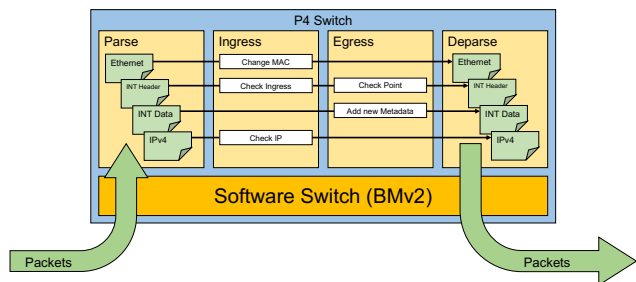 P4 Switch
Parse
Ingress
Egress
Deparse
Ethernet
Change MAC
Ethernet
INT Header
Check Ingress
Check Point
INT Header
INT Data
Add new Metadata
INT Data
IPv4
Check IP
IPv4
Software Switch (BMv2)
Packets
Packets